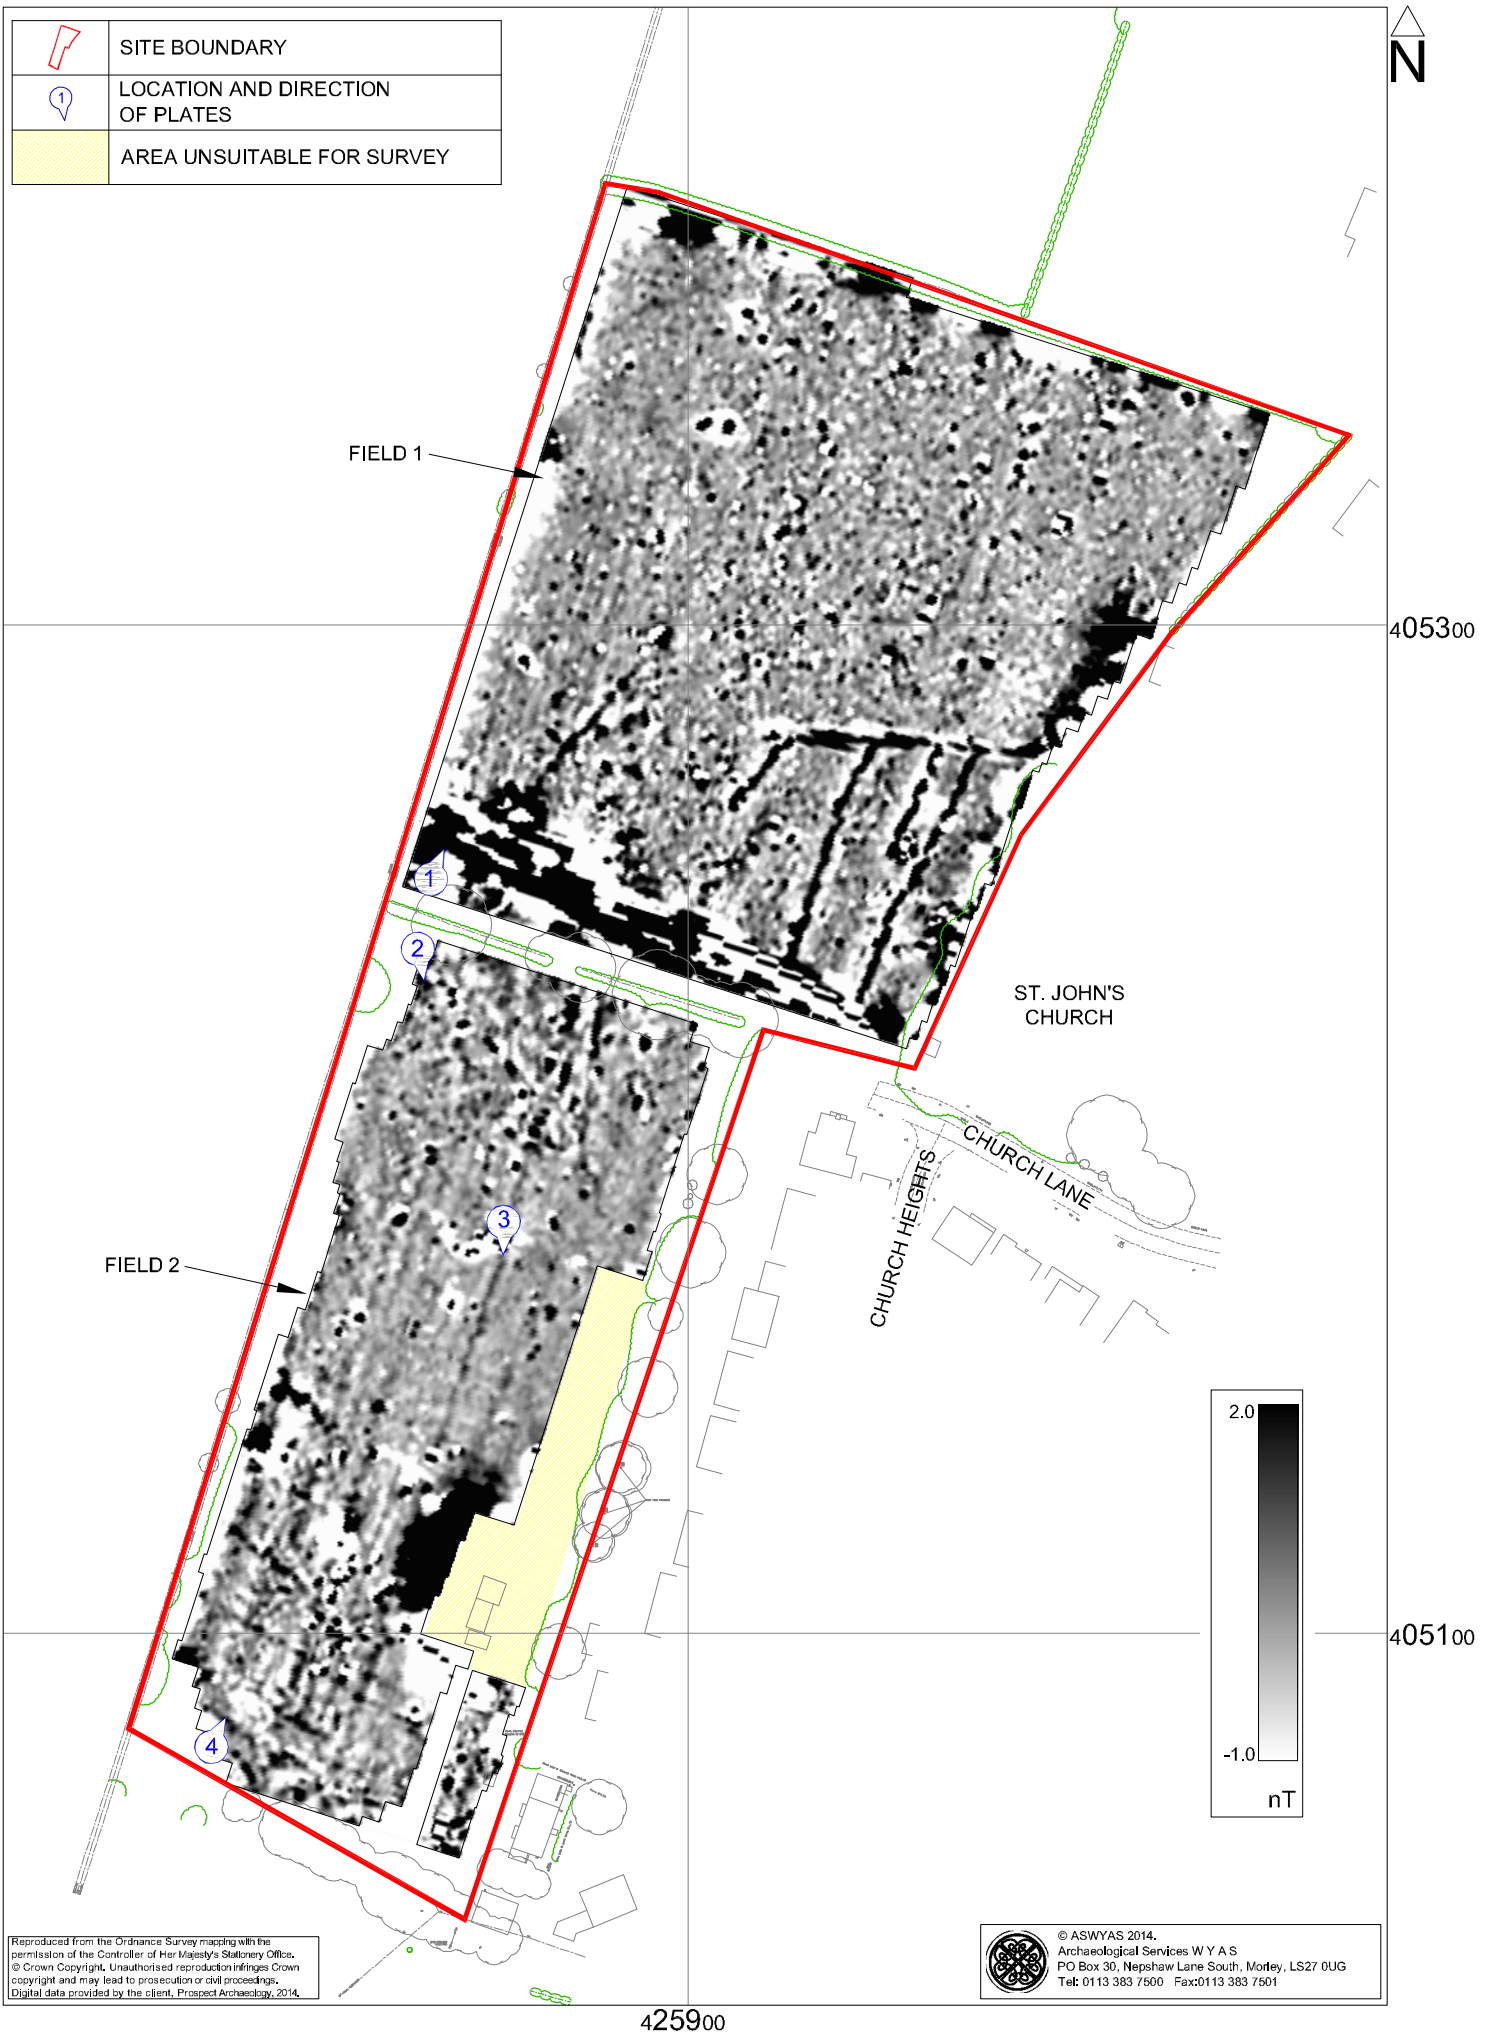 SITE BOUNDARY
1
LOCATION AND DIRECTION
OF PLATES
AREA UNSUITABLE FOR SURVEY
N
FIELD 1
405300
1
2
ST. JOHN'S
CHURCH
CHURCH LANE
CHURCH HEIGHTS
3
FIELD 2
2.0
-1.0
nT
405100
4
Reproduced from the Ordnance Survey mapping with the
permission of the Controller of Her Majesty's Stationery Office.
© Crown Copyright. Unauthorised reproduction infringes Crown
copyright and may lead to prosecution or civil proceedings.
Digital data provided by the client, Prospect Archaeology, 2014.
© ASWYAS 2014.
Archaeological Services W Y A S
PO Box 30, Nepshaw Lane South, Morley, LS27 0UG
Tel: 0113 383 7500 Fax:0113 383 7501
425900